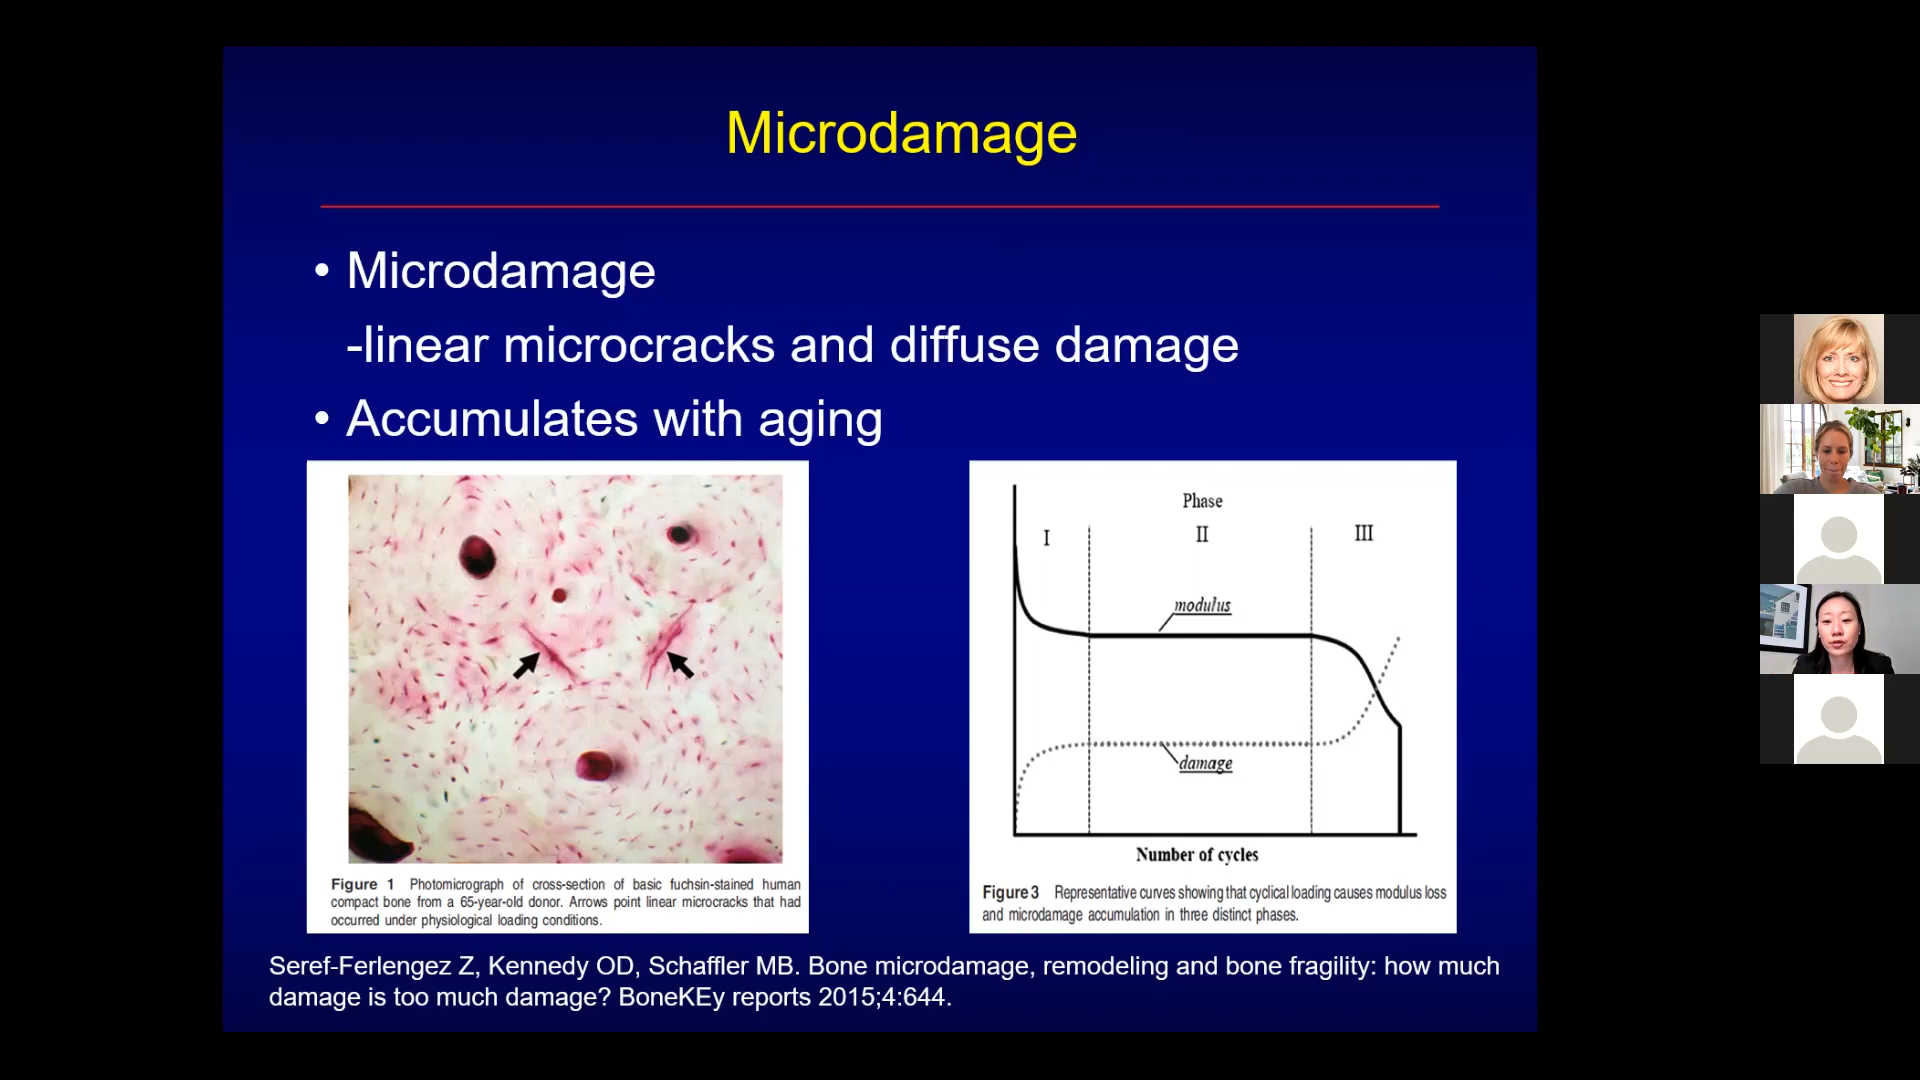 Microdamage
• Microdamage
-linear microcracks and diffuse damage
• Accumulates with aging
Figure 1 Photomicrograph of cross-section of basic fuchsin-stained human
compact bone from a 65-year-old donor. Arrows point linear microcracks that had
occurred under physiological loading conditions.
Phase
I
II
III
modulus
damage
Number of cycles
Figure 3 Representative curves showing that cyclical loading causes modulus loss
and microdamage accumulation in three distinct phases.
Seref-Ferlengez Z, Kennedy OD, Schaffler MB. Bone microdamage, remodeling and bone fragility: how much
damage is too much damage? BoneKEy reports 2015;4:644.